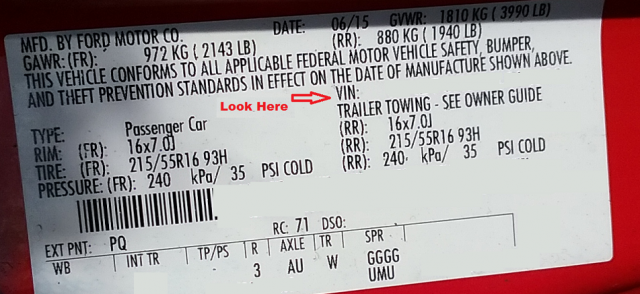 MFD. BY FORD MOTOR CO. DATE: 06/15 GVWR: 1810 KG (3990 LB)
GAWR:(FR): 972 KG (2143 LB) (RR): 880 KG (1940 LB)
THIS VEHICLE CONFORMS TO ALL APPLICABLE FEDERAL MOTOR VEHICLE SAFETY, BUMPER,
AND THEFT PREVENTION STANDARDS IN EFFECT ON THE DATE OF MANUFACTURE SHOWN ABOVE.
Look Here VIN:
TRAILER TOWING - SEE OWNER GUIDE
TYPE: Passenger Car
RIM: (FR): 16x7.0J (RR): 16x7.0J
TIRE: (FR): 215/55R16 93H (RR): 215/55R16 93H
PRESSURE: (FR): 240 kPa/ 35 PSI COLD (RR): 240 kPa/ 35 PSI COLD
RC: 71 DSO:
EXT PNT: PQ
WB INT TR TP/PS R AXLE TR SPR
3 AU W GGGG
UMU